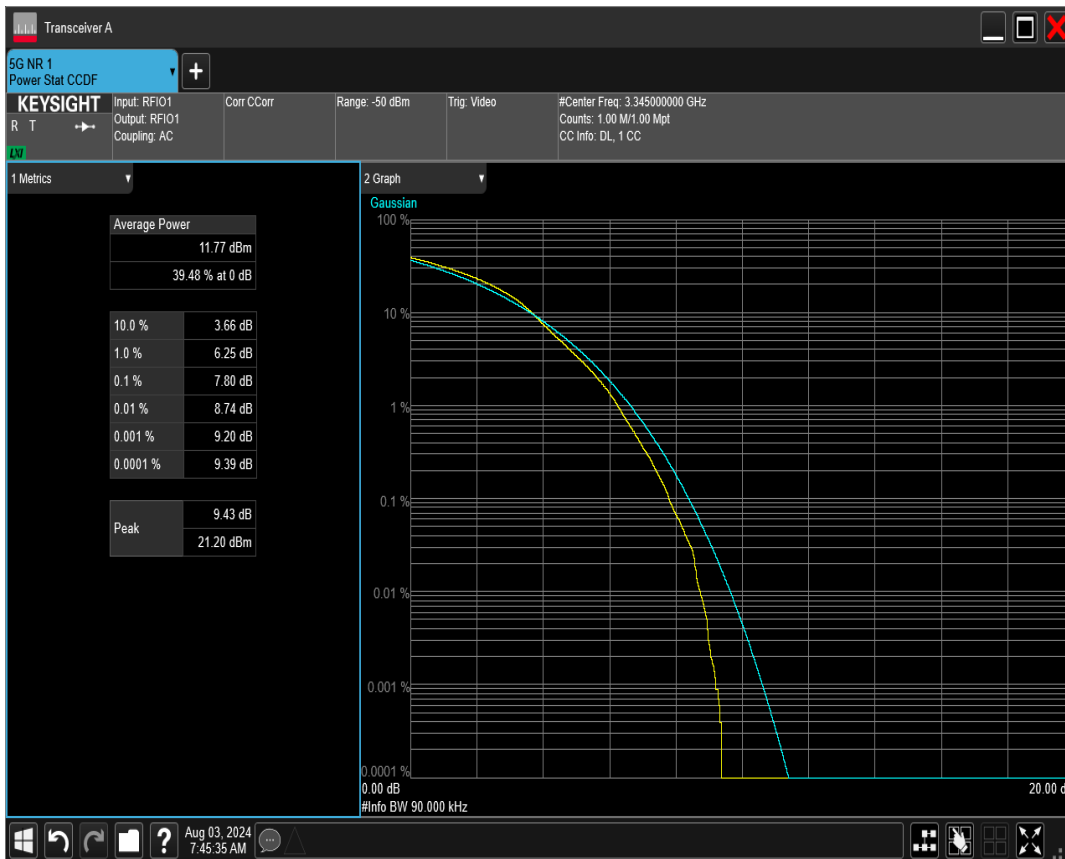 Transceiver A
5G NR 1
Power Stat CCDF
+
KEYSIGHT
R T
LXI
Input: RFIO1
Output: RFIO1
Coupling: AC
Corr CCorr
Range: -50 dBm
Trig: Video
#Center Freq: 3.345000000 GHz
Counts: 1.00 M/1.00 Mpt
CC Info: DL, 1 CC
1 Metrics
Average Power
11.77 dBm
39.48 % at 0 dB
10.0 % 3.66 dB
1.0 % 6.25 dB
0.1 % 7.80 dB
0.01 % 8.74 dB
0.001 % 9.20 dB
0.0001 % 9.39 dB
Peak
9.43 dB
21.20 dBm
2 Graph
Gaussian
100 %
10 %
1 %
0.1 %
0.01 %
0.001 %
0.0001 %
0.00 dB
20.00 d
#Info BW 90.000 kHz
?
Aug 03, 2024
7:45:35 AM